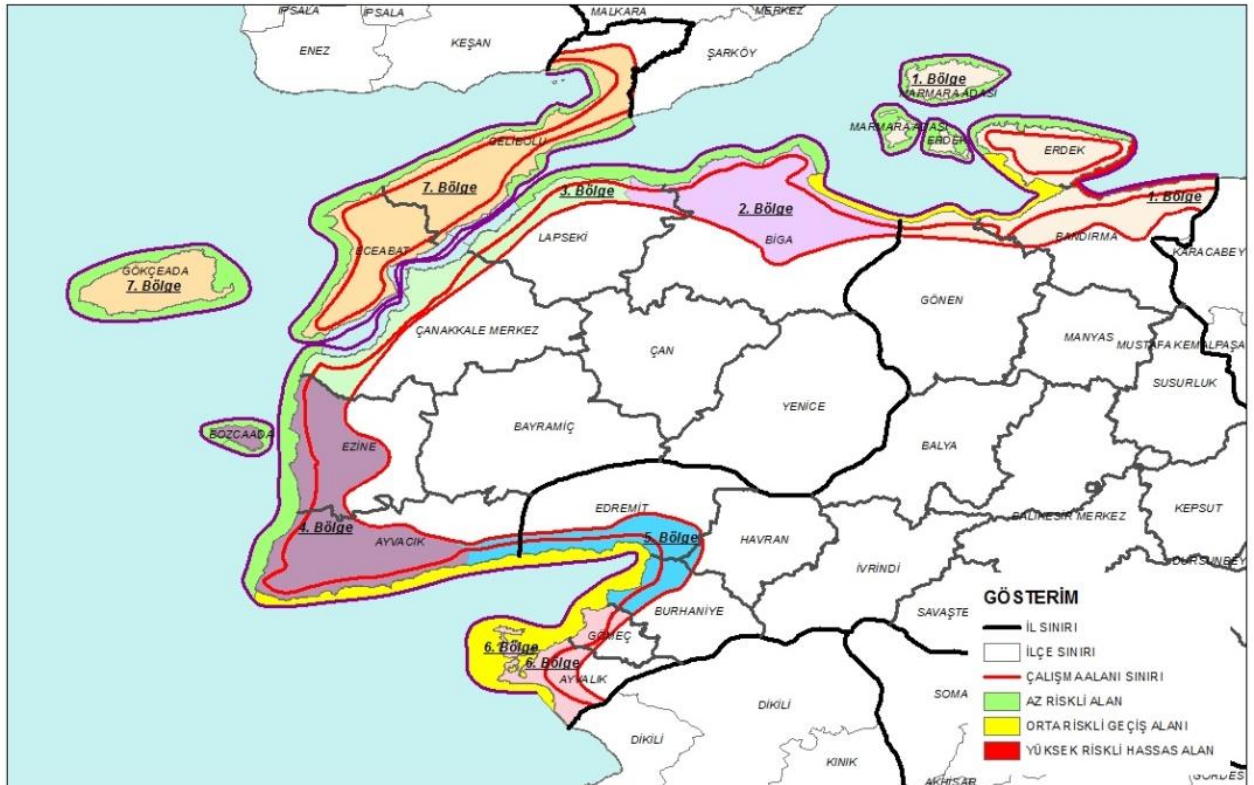 İPSALA
İPSALA
MALKARA
MERKEZ
ENEZ
KEŞAN
ŞARKÖY
1. Bölge
MARMARA ADASI
MARMARA ADASI
ERDEK
ERDEK
GELİBOLU
7. Bölge
3. Bölge
2. Bölge
1. Bölge
ECEABAT
LAPSEKİ
BİGA
BANDIRMA
KARACABEY
GÖKÇEADA
7. Bölge
GÖNEN
ÇANAKKALE MERKEZ
ÇAN
MANYAS
MUSTAFA KEMALPAŞA
SUSURLUK
YENİCE
BOZCAADA
EZİNE
BAYRAMİÇ
BALYA
EDREMİT
KEPSUT
4. Bölge
AYVACIK
5. Bölge
HAVRAN
BALIKESİR MERKEZ
İVRİNDİ
DURSUNBEY
BURHANİYE
SAVAŞTE
GÖMEÇ
6. Bölge
6. Bölge
AYVALIK
DİKİLİ
SOMA
DİKİLİ
KINIK
AKHİSAR
GÖRDES
GÖSTERİM
İL SINIRI
İLÇE SINIRI
ÇALIŞMA ALANI SINIRI
AZ RİSKLİ ALAN
ORTA RİSKLİ GEÇİŞ ALANI
YÜKSEK RİSKLİ HASSAS ALAN